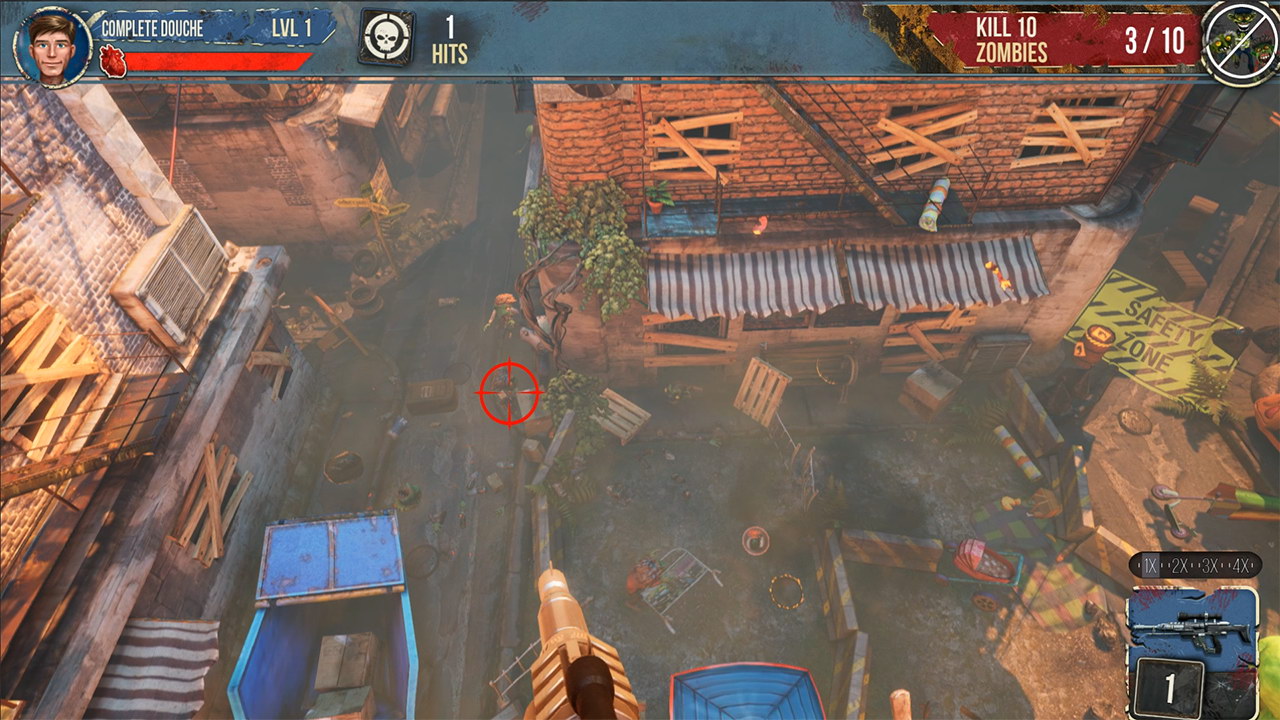 COMPLETE DOUCHE
LVL 1
1
HITS
KILL 10
ZOMBIES
3 / 10
SAFETY
ZONE
1X 2X 3X 4X
1